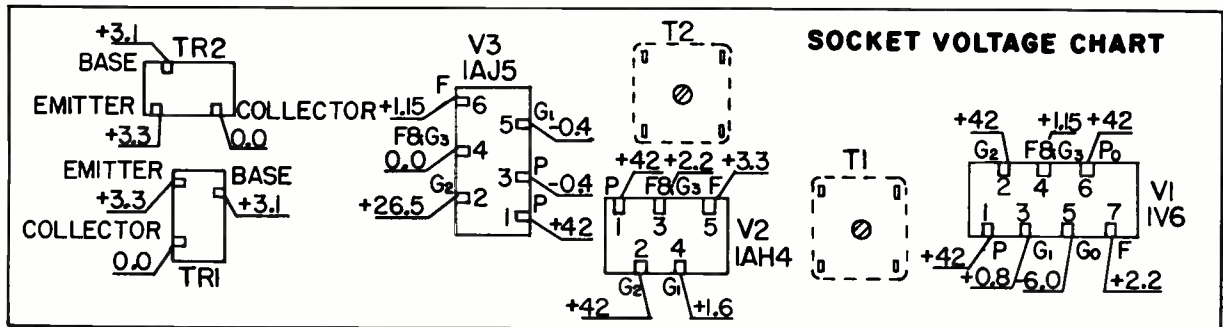 SOCKET VOLTAGE CHART
+3.1
BASE
TR2
EMITTER
COLLECTOR
+3.3
0.0
EMITTER
BASE
+3.3
+3.1
COLLECTOR
0.0
TR1
V3
1AJ5
F
+1.15
6
G1
5
-0.4
F&G3
0.0
4
P
3
-0.4
G2
+26.5
2
P
1
+42
T2
+42
+2.2
+3.3
P
F&G3
F
1
3
5
V2
1AH4
2
4
G2
G1
+42
+1.6
T1
+42
+1.15
+42
G2
F&G3
P0
2
4
6
V1
1V6
1
3
5
7
P
G1
G0
F
+42
+0.8
-6.0
+2.2